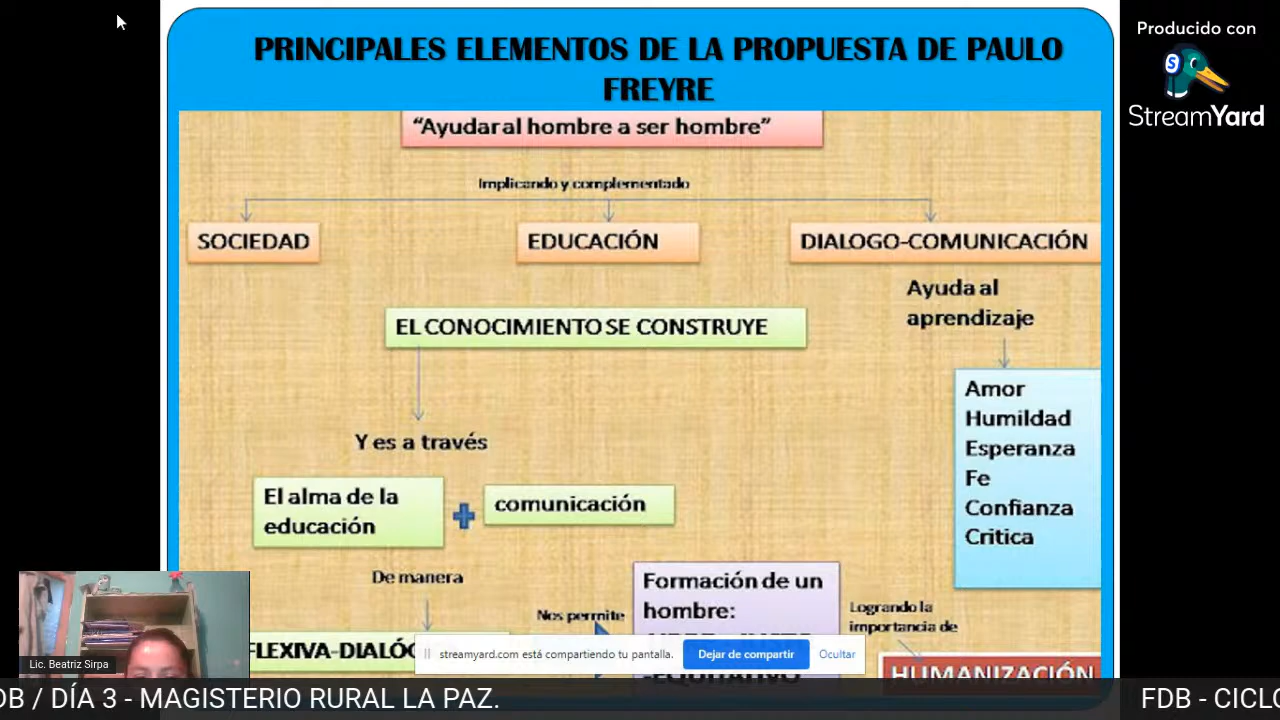 PRINCIPALES ELEMENTOS DE LA PROPUESTA DE PAULO
FREYRE
Producido con
StreamYard
"Ayudar al hombre a ser hombre"
Implicando y complementado
SOCIEDAD
EDUCACIÓN
DIALOGO-COMUNICACIÓN
Ayuda al
aprendizaje
EL CONOCIMIENTO SE CONSTRUYE
Amor
Humildad
Esperanza
Fe
Confianza
Critica
Y es a través
El alma de la
educación
comunicación
De manera
Formación de un
hombre:
Nos permite
Logrando la
importancia de
FLEXIVA-DIALÓG
streamyard.com está compartiendo tu pantalla.
Dejar de compartir
Ocultar
HUMANIZACIÓN
Lic. Beatriz Sirpa
DB / DÍA 3 - MAGISTERIO RURAL LA PAZ.
FDB - CICLO